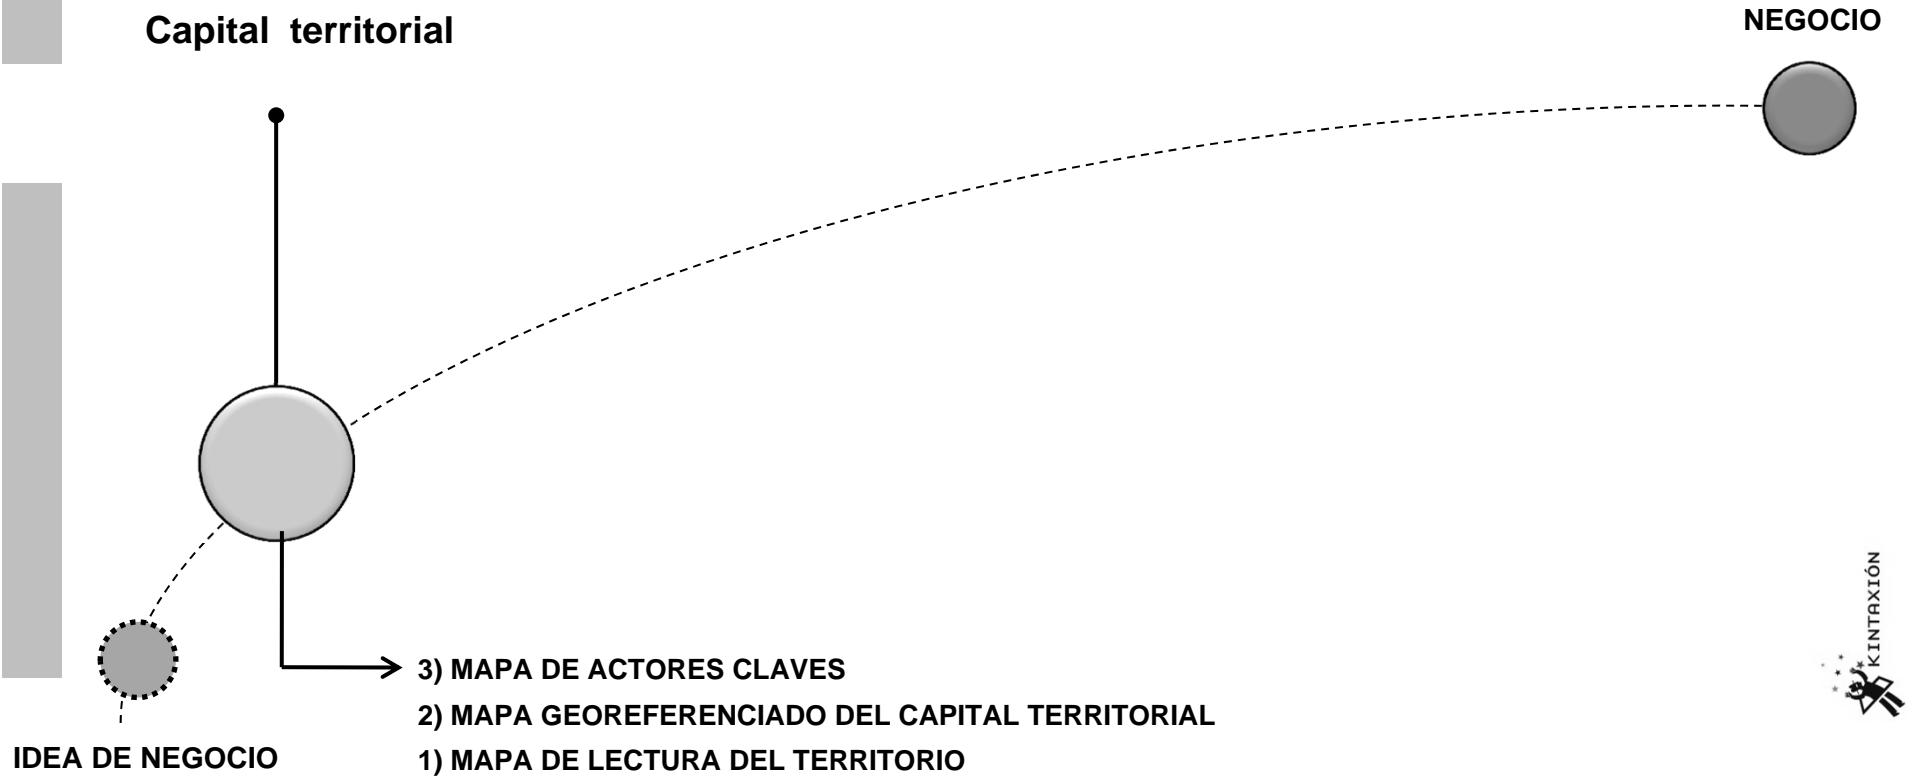 Capital territorial
NEGOCIO
KINTAXIÓN
3) MAPA DE ACTORES CLAVES
2) MAPA GEOREFERENCIADO DEL CAPITAL TERRITORIAL
IDEA DE NEGOCIO
1) MAPA DE LECTURA DEL TERRITORIO